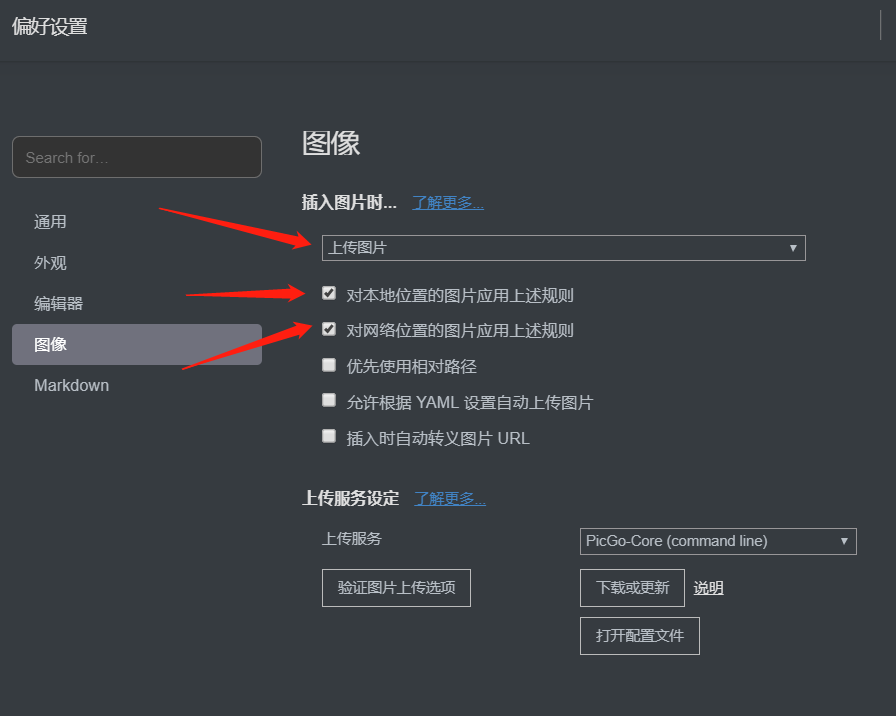 偏好设置
Search for…
通用
外观
编辑器
图像
Markdown
图像
插入图片时... 了解更多...
上传图片
对本地位置的图片应用上述规则
对网络位置的图片应用上述规则
优先使用相对路径
允许根据 YAML 设置自动上传图片
插入时自动转义图片 URL
上传服务设定 了解更多...
上传服务 PicGo-Core (command line)
验证图片上传选项 下载或更新 说明
打开配置文件